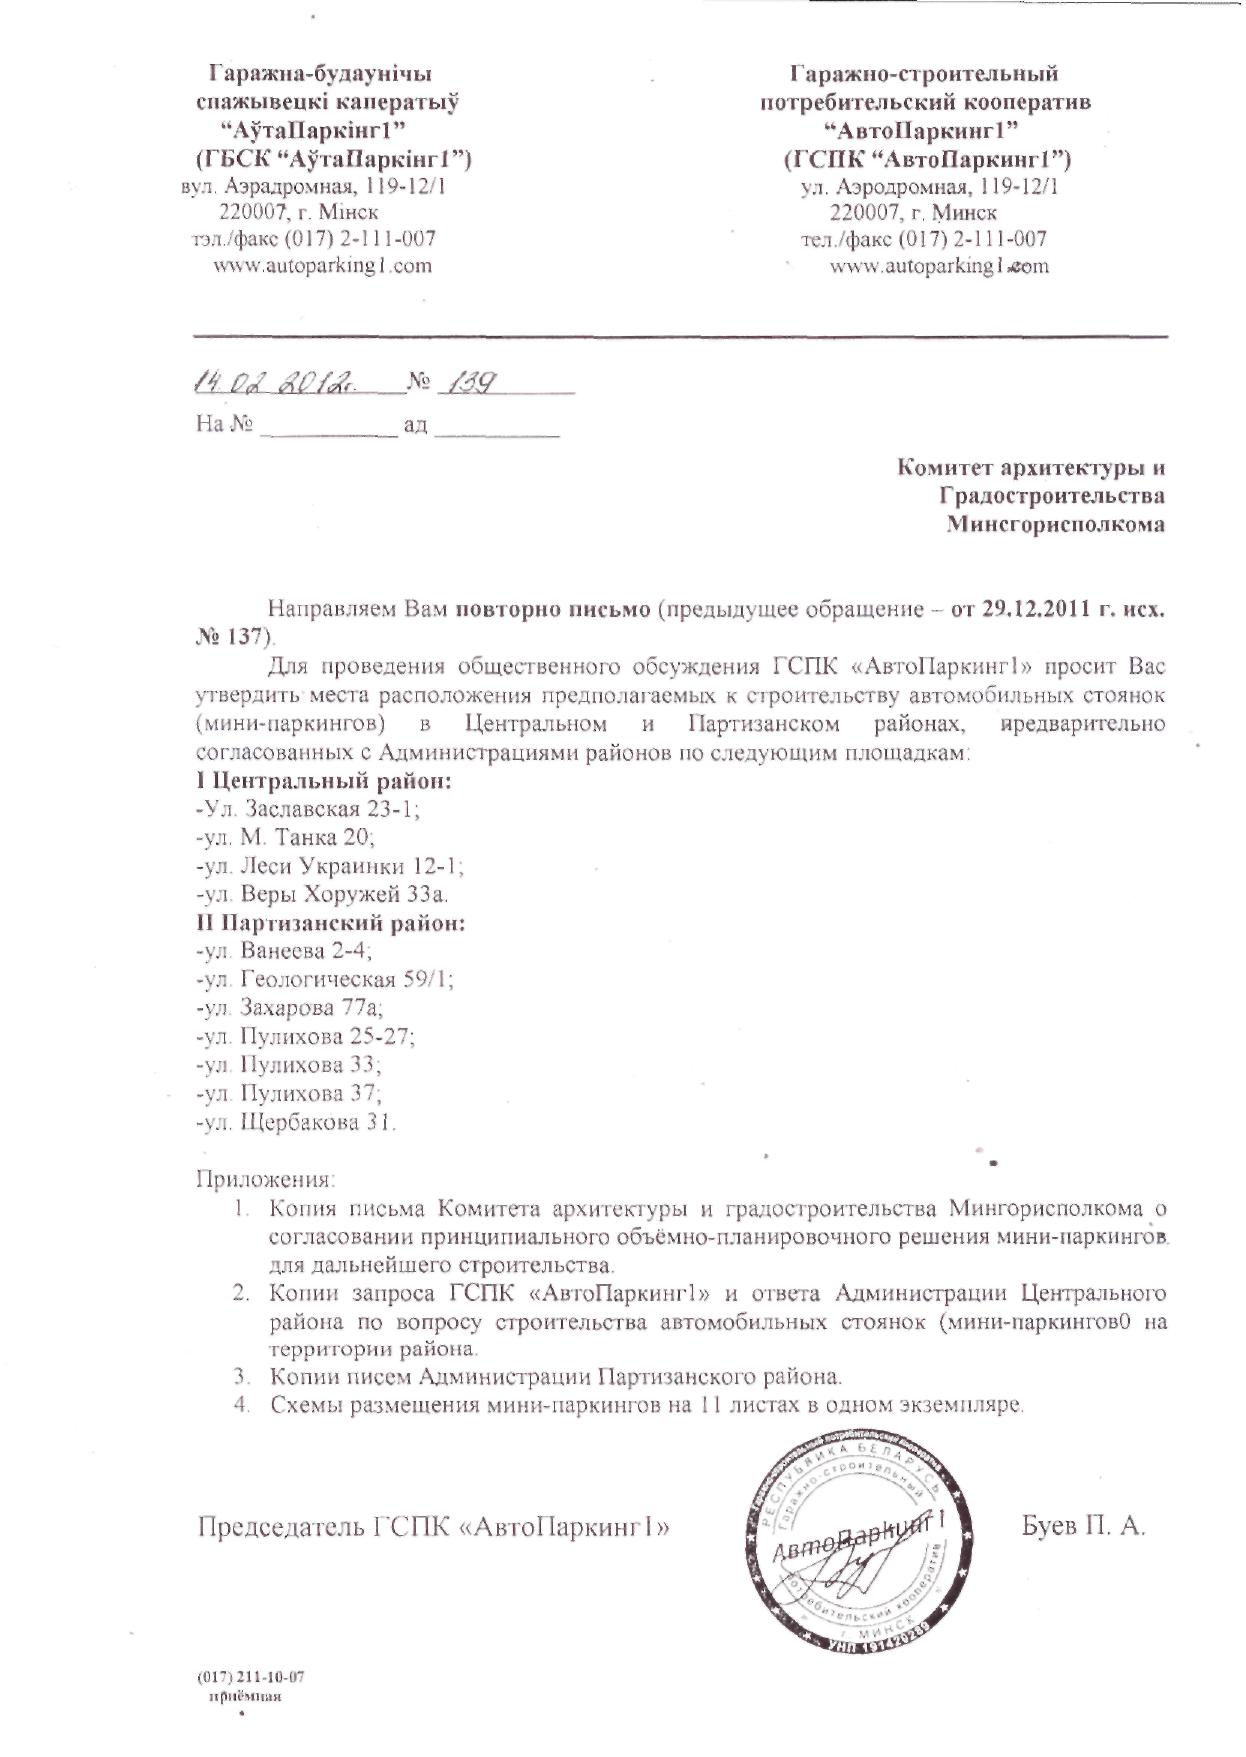 Гаражна-будаунічы
спажывецкі каператыў
“АўтаПаркінг1”
(ГБСК “АўтаПаркінг1”)
вул. Аэрадромная, 119-12/1
220007, г. Мінск
тэл./факс (017) 2-111-007
www.autoparking1.com
Гаражно-строительный
потребительский кооператив
“АвтоПаркинг1”
(ГСПК “АвтоПаркинг1”)
ул. Аэродромная, 119-12/1
220007, г. Минск
тел./факс (017) 2-111-007
www.autoparking1.com
14.02 2012г. № 139
На № ___________ ад __________
Комитет архитектуры и
Градостроительства
Минсгорисполкома
Направляем Вам повторно письмо (предыдущее обращение – от 29.12.2011 г. исх.
№ 137).
Для проведения общественного обсуждения ГСПК «АвтоПаркинг1» просит Вас
утвердить места расположения предполагаемых к строительству автомобильных стоянок
(мини-паркингов) в Центральном и Партизанском районах, предварительно
согласованных с Администрациями районов по следующим площадкам:
I Центральный район:
-Ул. Заславская 23-1;
-ул. М. Танка 20;
-ул. Леси Украинки 12-1;
-ул. Веры Хоружей 33а.
II Партизанский район:
-ул. Ванеева 2-4;
-ул. Геологическая 59/1;
-ул. Захарова 77а;
-ул. Пулихова 25-27;
-ул. Пулихова 33;
-ул. Пулихова 37;
-ул. Щербакова 31.
Приложения:
1. Копия письма Комитета архитектуры и градостроительства Мингорисполкома о
согласовании принципиального объёмно-планировочного решения мини-паркингов
для дальнейшего строительства.
2. Копии запроса ГСПК «АвтоПаркинг1» и ответа Администрации Центрального
района по вопросу строительства автомобильных стоянок (мини-паркингов0 на
территории района.
3. Копии писем Администрации Партизанского района.
4. Схемы размещения мини-паркингов на 11 листах в одном экземпляре.
Председатель ГСПК «АвтоПаркинг1»
РЕСПУБЛИКА БЕЛАРУСЬ
Гаражно-строительный
АвтоПаркинг1
потребительский кооператив
г. МИНСК
УНП 191420289
Буев П. А.
(017) 211-10-07
приёмная